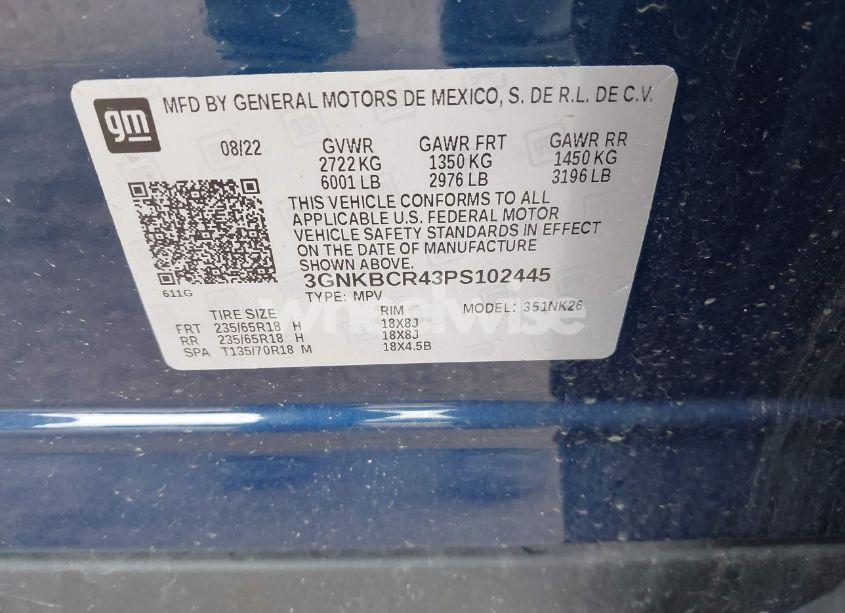 gm
MFD BY GENERAL MOTORS DE MEXICO, S. DE R.L. DE C.V.
08/22 GVWR GAWR FRT GAWR RR
2722 KG 1350 KG 1450 KG
6001 LB 2976 LB 3196 LB
THIS VEHICLE CONFORMS TO ALL
APPLICABLE U.S. FEDERAL MOTOR
VEHICLE SAFETY STANDARDS IN EFFECT
ON THE DATE OF MANUFACTURE
SHOWN ABOVE.
3GNKBCR43PS102445
611G
TYPE: MPV MODEL: 351NK26
TIRE SIZE RIM
FRT 235/65R18 H 18X8J
RR 235/65R18 H 18X8J
SPA T135/70R18 M 18X4.5B
wheelwise